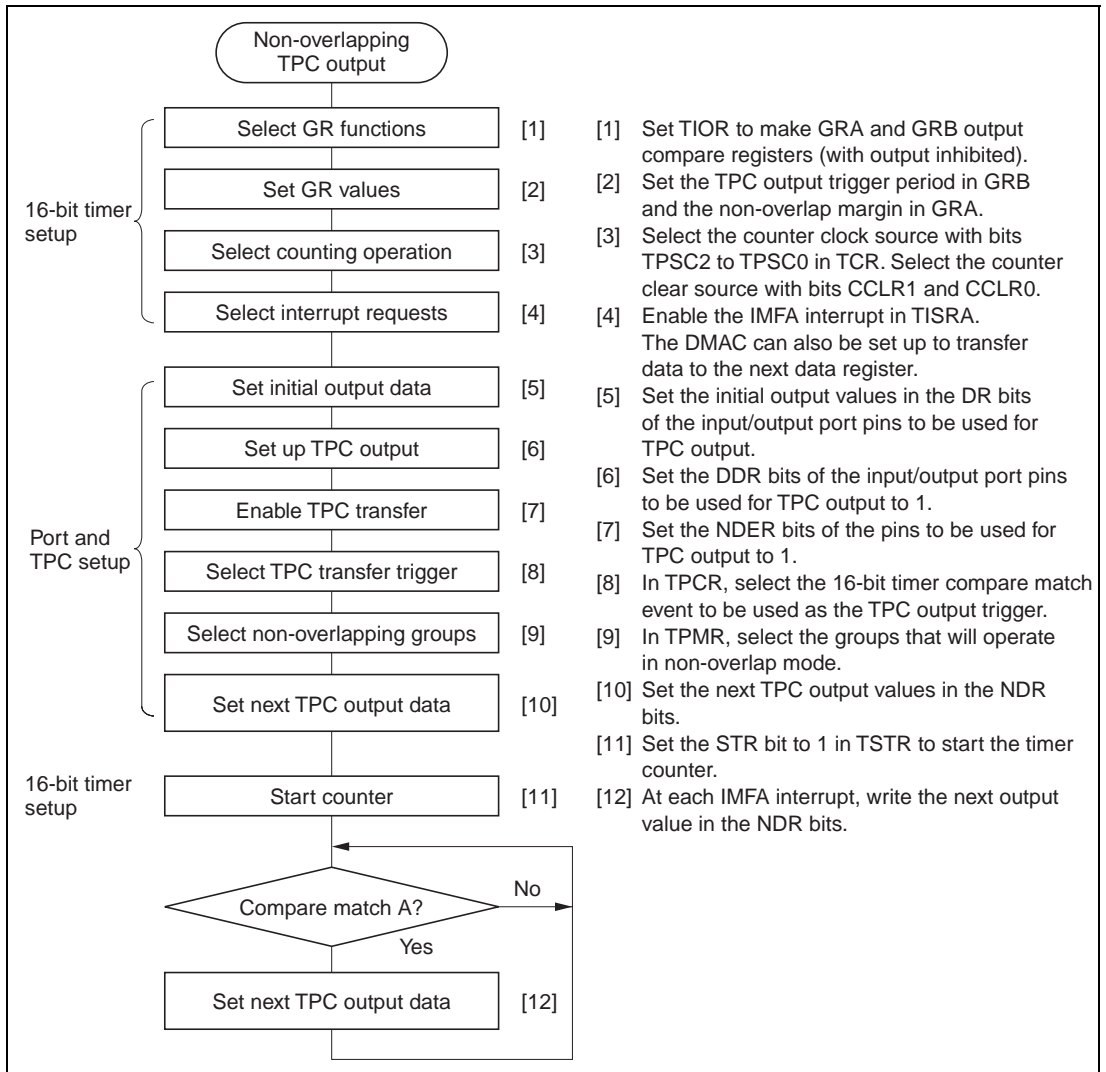 Non-overlapping
TPC output
16-bit timer
setup
Select GR functions [1]
Set GR values [2]
Select counting operation [3]
Select interrupt requests [4]
Port and
TPC setup
Set initial output data [5]
Set up TPC output [6]
Enable TPC transfer [7]
Select TPC transfer trigger [8]
Select non-overlapping groups [9]
Set next TPC output data [10]
16-bit timer
setup
Start counter [11]
Compare match A?
No
Yes
Set next TPC output data [12]
[1] Set TIOR to make GRA and GRB output
compare registers (with output inhibited).
[2] Set the TPC output trigger period in GRB
and the non-overlap margin in GRA.
[3] Select the counter clock source with bits
TPSC2 to TPSC0 in TCR. Select the counter
clear source with bits CCLR1 and CCLR0.
[4] Enable the IMFA interrupt in TISRA.
The DMAC can also be set up to transfer
data to the next data register.
[5] Set the initial output values in the DR bits
of the input/output port pins to be used for
TPC output.
[6] Set the DDR bits of the input/output port pins
to be used for TPC output to 1.
[7] Set the NDER bits of the pins to be used for
TPC output to 1.
[8] In TPCR, select the 16-bit timer compare match
event to be used as the TPC output trigger.
[9] In TPMR, select the groups that will operate
in non-overlap mode.
[10] Set the next TPC output values in the NDR
bits.
[11] Set the STR bit to 1 in TSTR to start the timer
counter.
[12] At each IMFA interrupt, write the next output
value in the NDR bits.